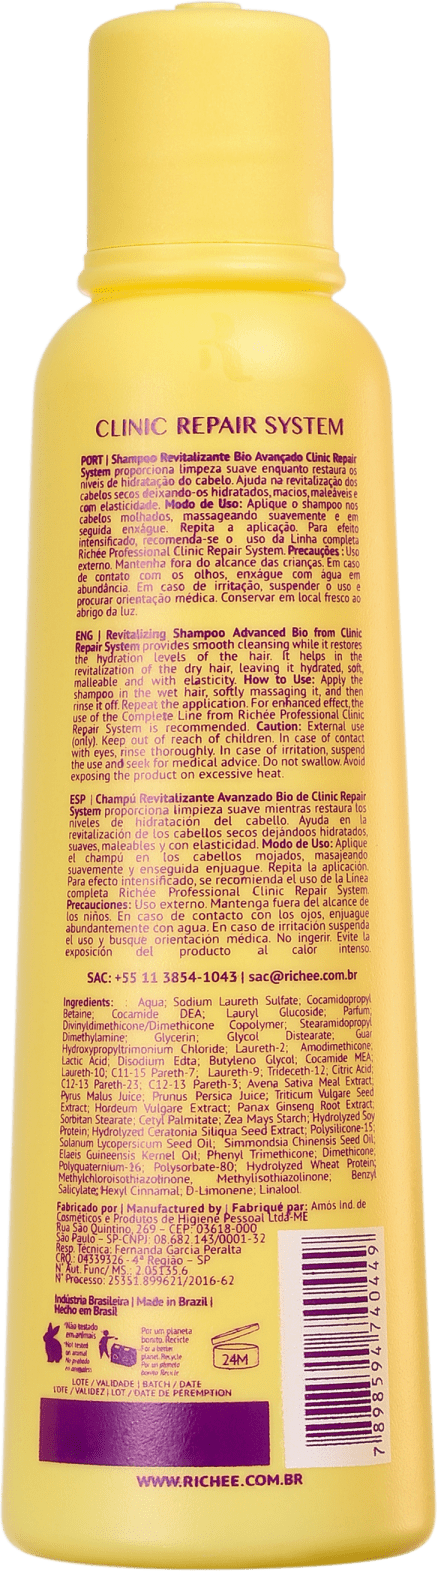 CLINIC REPAIR SYSTEM
PORT | Shampoo Revitalizante Bio Avançado Clinic Repair
System proporciona limpeza suave enquanto restaura os
níveis de hidratação do cabelo. Ajuda na revitalização dos
cabelos secos deixando-os hidratados, macios, maleáveis e
com elasticidade. Modo de Uso: Aplique o shampoo nos
cabelos molhados, massageando suavemente e em
seguida enxágue. Repita a aplicação. Para efeito
intensificado, recomenda-se o uso da Linha completa
Richée Professional Clinic Repair System. Precauções: Uso
externo. Mantenha fora do alcance das crianças. Em caso
de contato com os olhos, enxágue com água em
abundância. Em caso de irritação, suspender o uso e
procurar orientação médica. Conservar em local fresco ao
abrigo da luz.
ENG | Revitalizing Shampoo Advanced Bio from Clinic
Repair System provides smooth cleansing while it restores
the hydration levels of the hair. It helps in the
revitalization of the dry hair, leaving it hydrated, soft,
malleable and with elasticity. How to Use: Apply the
shampoo in the wet hair, softly massaging it, and then
rinse it off. Repeat the application. For enhanced effect, the
use of the Complete Line from Richée Professional Clinic
Repair System is recommended. Caution: External use
(only). Keep out of reach of children. In case of contact
with eyes, rinse thoroughly. In case of irritation, suspend
the use and seek for medical advice. Do not swallow. Avoid
exposing the product on excessive heat.
ESP | Champú Revitalizante Avanzado Bio de Clinic Repair
System proporciona limpieza suave mientras restaura los
níveles de hidratación del cabello. Ayuda en la
revitalización de los cabellos secos dejándoos hidratados,
suaves, maleables y con elasticidad. Modo de Uso: Aplique
el champú en los cabellos mojados, masajeando
suavemente y enseguida enjuague. Repita la aplicación.
Para efecto intensificado, se recomienda el uso de la Línea
completa Richée Professional Clinic Repair System.
Precauciones: Uso externo. Mantenga fuera del alcance de
los niños. En caso de contacto con los ojos, enjuague
abundantemente con agua. En caso de irritación suspenda
el uso y busque orientación médica. No ingerir. Evite la
exposición del producto al calor intenso.
SAC: +55 11 3854-1043 | sac@richee.com.br
Ingredients: : Aqua; Sodium Laureth Sulfate; Cocamidopropyl
Betaine; Cocamide DEA; Lauryl Glucoside; Parfum;
Divinyldimethicone/Dimethicone Copolymer; Stearamidopropyl
Dimethylamine; Glycerin; Glycol Distearate; Guar
Hydroxypropyltrimonium Chloride; Laureth-2; Amodimethicone;
Lactic Acid; Disodium Edta; Butyleno Glycol; Cocamide MEA;
Laureth-10; C11-15 Pareth-7; Laureth-9; Trideceth-12; Citric Acid;
C12-13 Pareth-23; C12-13 Pareth-3; Avena Sativa Meal Extract;
Pyrus Malus Juice; Prunus Persica Juice; Triticum Vulgare Seed
Extract; Hordeum Vulgare Extract; Panax Ginseng Root Extract;
Sorbitan Stearate; Cetyl Palmitate; Zea Mays Starch; Hydrolyzed Soy
Protein; Hydrolyzed Ceratonia Siliqua Seed Extract; Polysilicone-15;
Solanum Lycopersicum Seed Oil; Simmondsia Chinensis Seed Oil;
Elaeis Guineensis Kernel Oil; Phenyl Trimethicone; Dimethicone;
Polyquaternium-16; Polysorbate-80; Hydrolyzed Wheat Protein;
Methylchloroisothiazolinone, Methylisothiazolinone; Benzyl
Salicylate; Hexyl Cinnamal; D-Limonene; Linalool.
Fabricado por | Manufactured by | Fabriqué par: Amós Ind. de
Cosméticos e Produtos de Higiene Pessoal Ltda-ME
Rua São Quintino, 269 - CEP: 03618-000
São Paulo - SP-CNPJ: 08.682.143/0001-32
Resp. Técnica: Fernanda Garcia Peralta
CRQ.: 04339326 - 4ª Região - SP
Nº Aut. Func/ MS.: 2.05135.6
Nº Processo: 25351.899621/2016-62
Indústria Brasileira | Made in Brazil |
Hecho em Brasil
*Não testado
em animais
*Not tested
on animal
No probado
en animales
Por um planeta
bonito. Recicle
For a better
planet. Recycle
Por un planeta
bonito Recicle
24M
LOTE / VALIDADE | BATCH / DATE
LOTE / VALIDEZ | LOT / DATE DE PEREMPTION
7 898594 740449
WWW.RICHEE.COM.BR